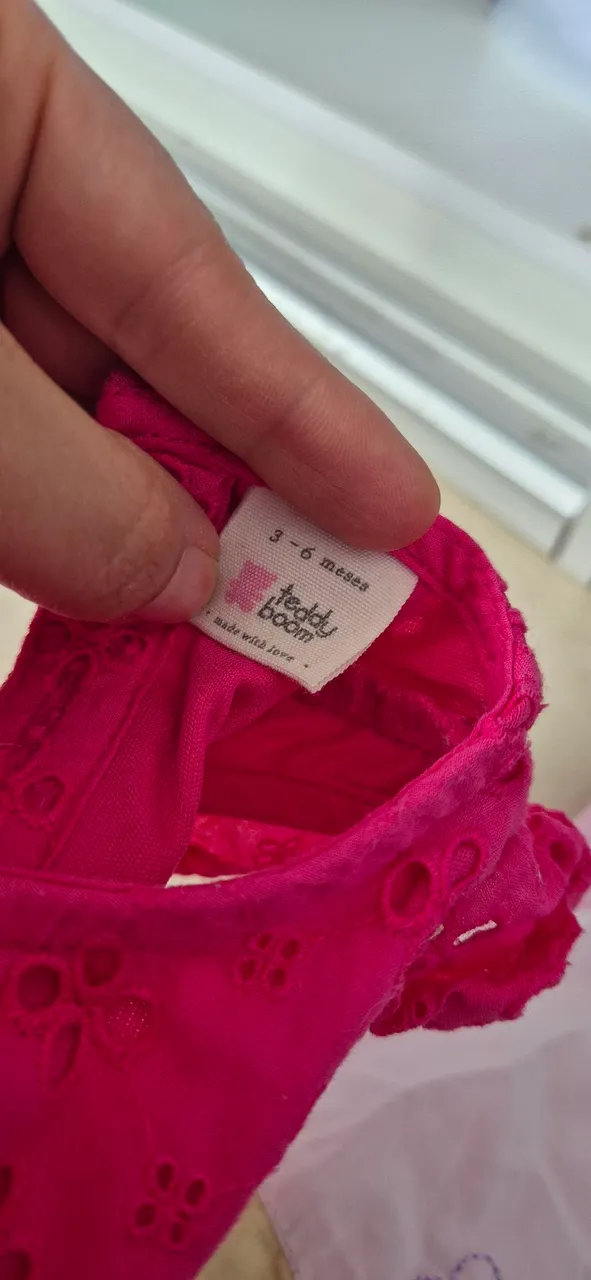 3 - 6 meses
teddy
boom
· made with love ·